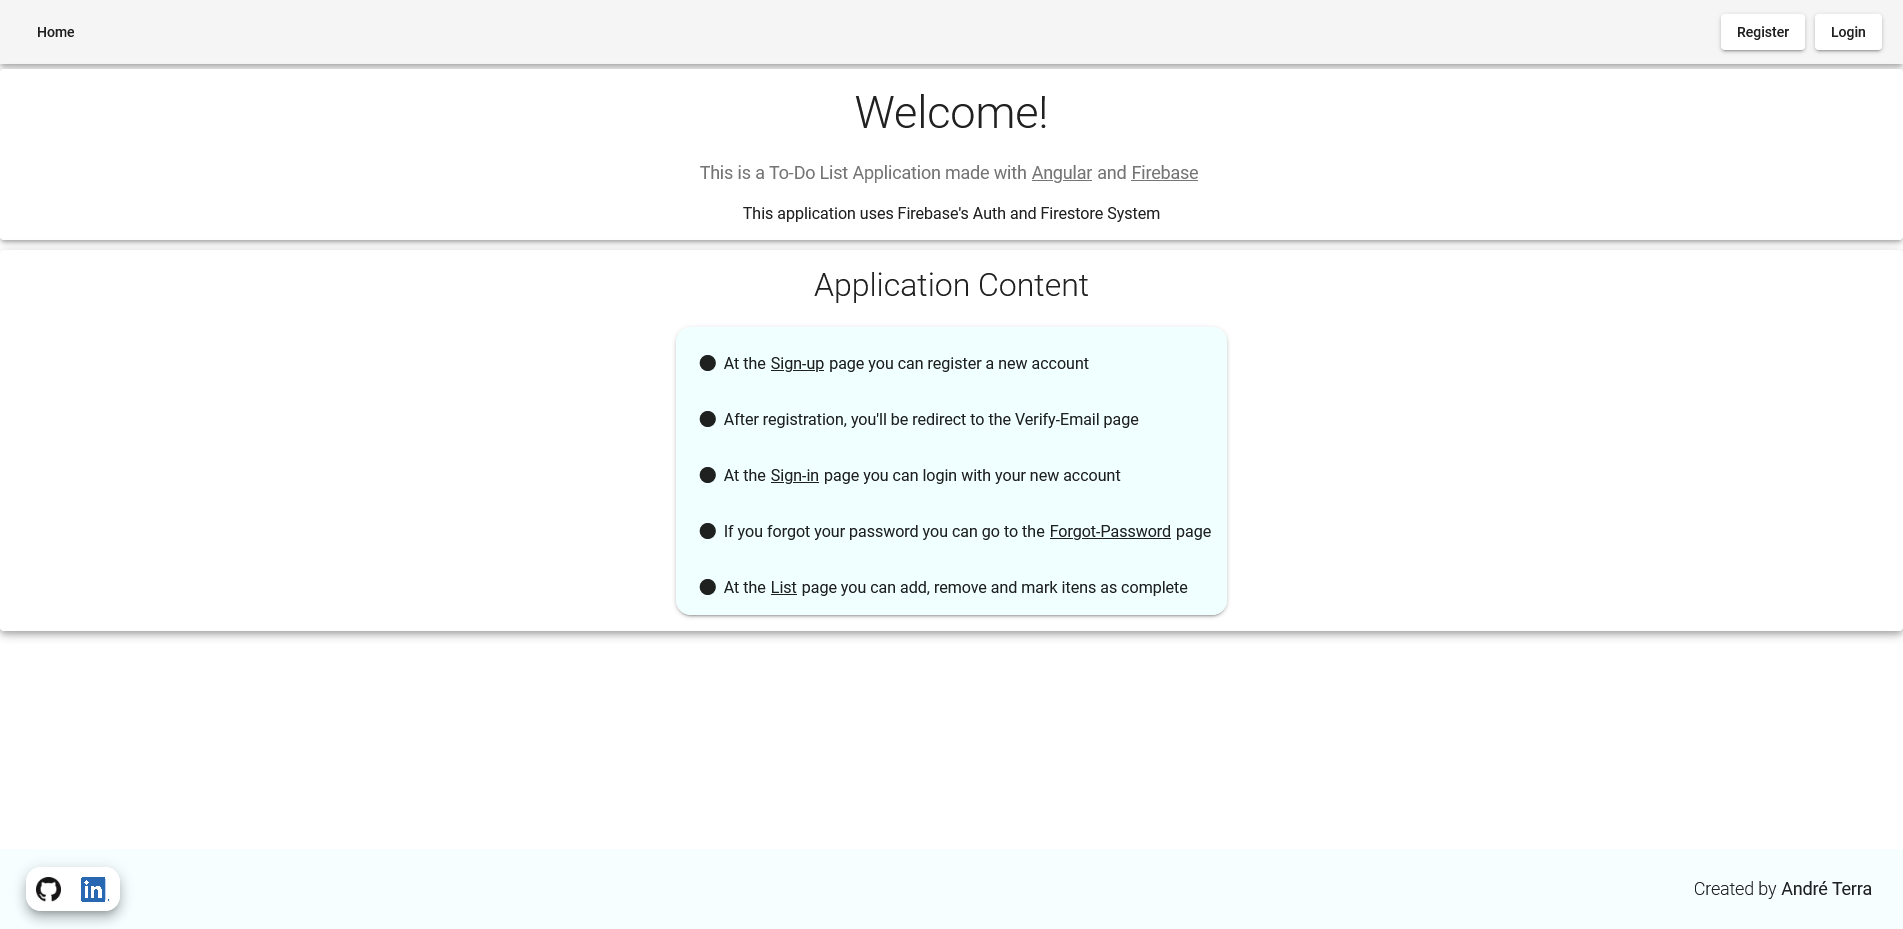 Home
Register
Login
Welcome!
This is a To-Do List Application made with Angular and Firebase
This application uses Firebase's Auth and Firestore System
Application Content
At the Sign-up page you can register a new account
After registration, you'll be redirect to the Verify-Email page
At the Sign-in page you can login with your new account
If you forgot your password you can go to the Forgot-Password page
At the List page you can add, remove and mark itens as complete
in
Created by André Terra